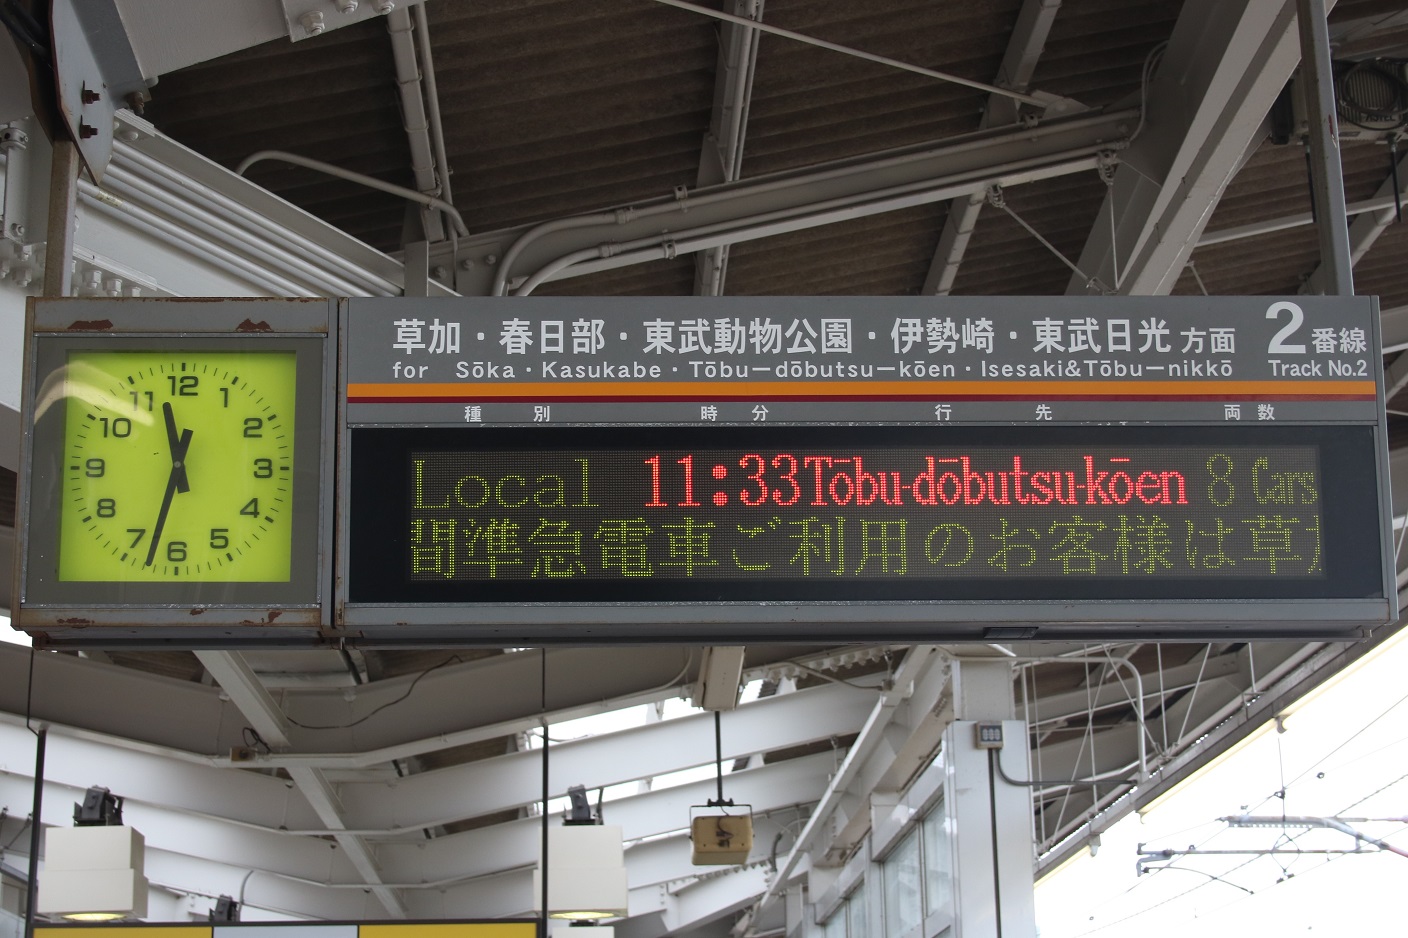 草加・春日部・東武動物公園・伊勢崎・東武日光 方面 2番線
for Sōka・Kasukabe・Tōbu－dōbutsu－kōen・Isesaki&Tōbu－nikkō Track No.2
種別 時分 行先 両数
Local 11:33 Tōbu-dōbutsu-kōen 8 Cars
間準急電車ご利用のお客様は草
12
1
2
3
4
5
6
7
8
9
10
11